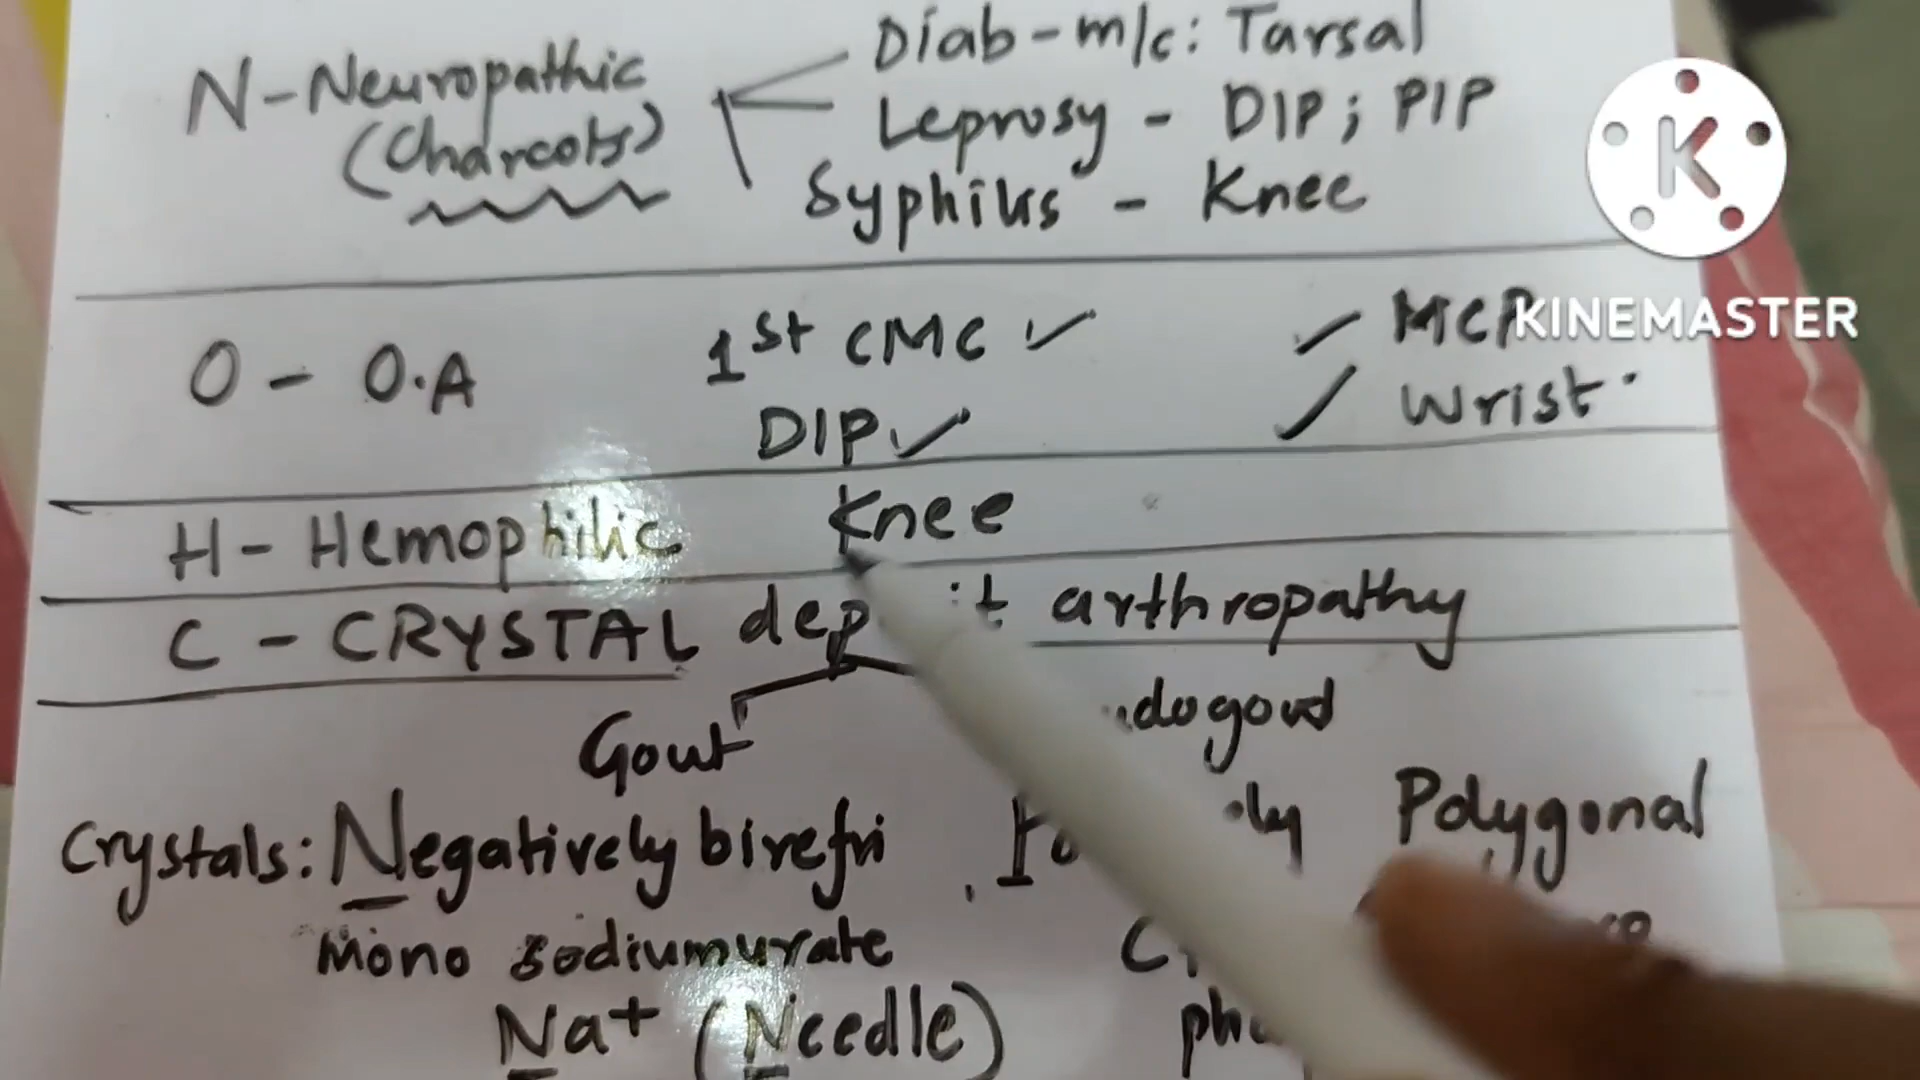 N-Neuropathic
(Charcots)
Diab-m/c: Tarsal
Leprosy - DIP; PIP
Syphilis - Knee
K
KINEMASTER
O - O.A
1st CMC ✓
DIP ✓
✓ MCP
✓ Wrist
H- Hemophilic Knee
C - CRYSTAL arthropathy
Gout
Crystals: Negatively birefri
Polygonal
Mono sodiumurate
Na+ (Needle)